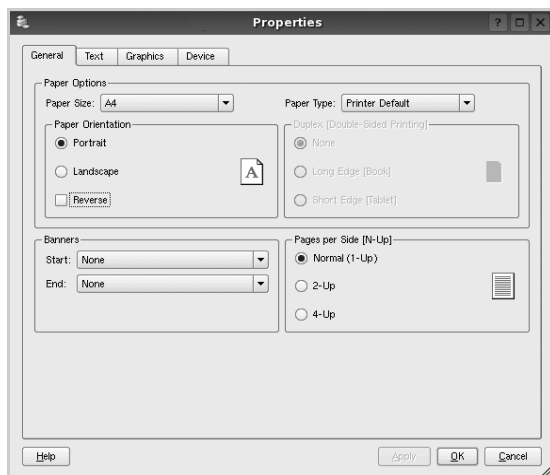 Properties
General Text Graphics Device
Paper Options
Paper Size: A4 Paper Type: Printer Default
Paper Orientation Duplex [Double-Sided Printing]
Portrait None
Landscape A Long Edge [Book]
Reverse Short Edge [Tablet]
Banners Pages per Side [N-Up]
Start: None Normal (1-Up)
End: None 2-Up
4-Up
Help Apply OK Cancel